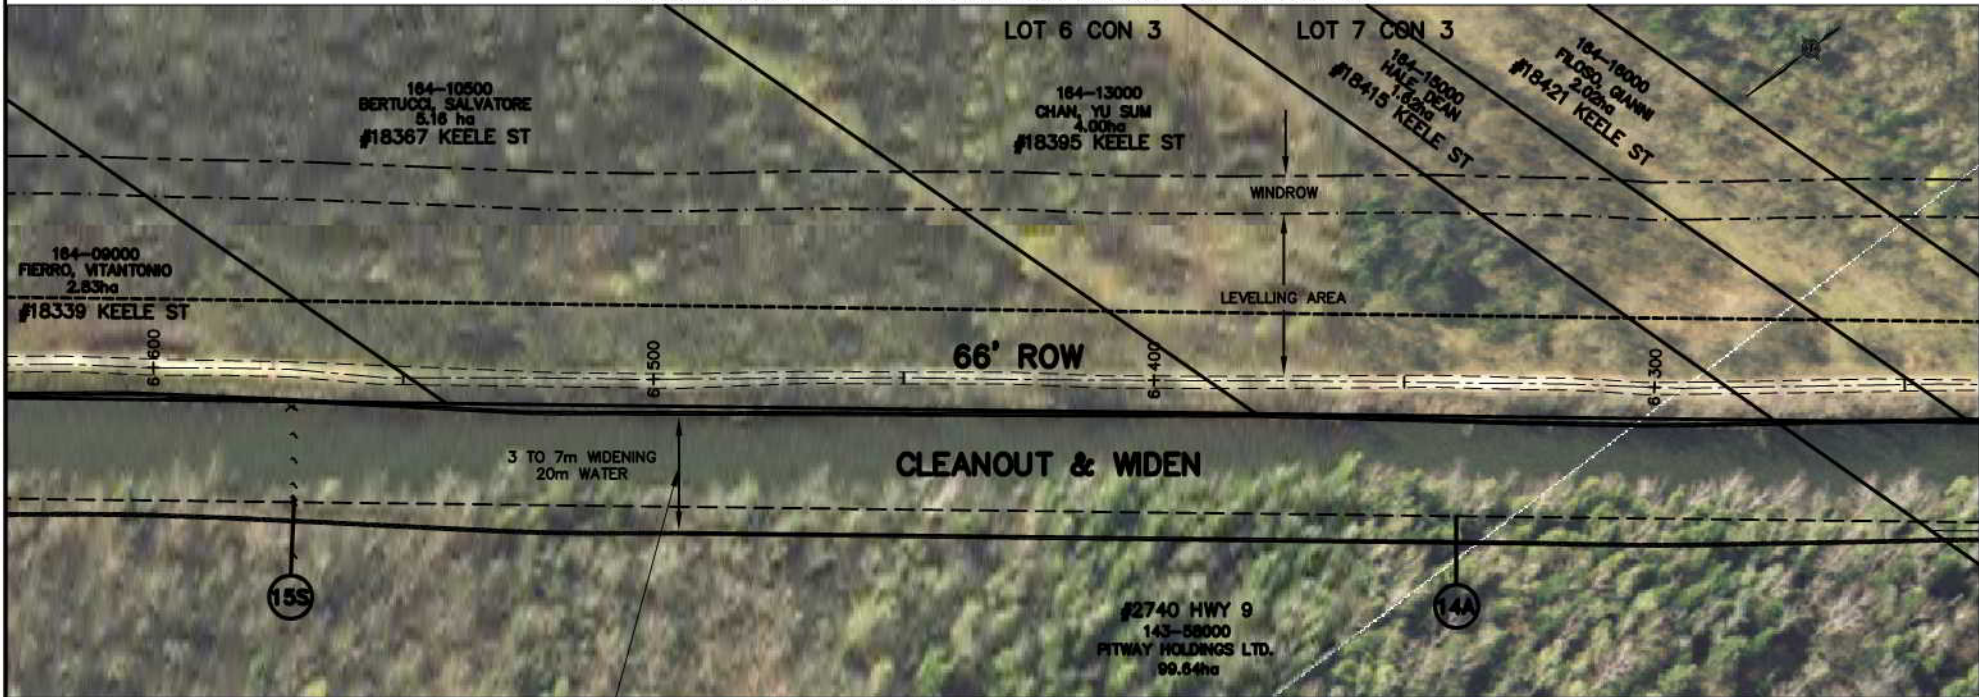 LOT 6 CON 3
LOT 7 CON 3
164-10500
BERTUCCI, SALVATORE
5.16 ha
#18367 KEELE ST
164-13000
CHAN, YU SUM
4.00ha
#18395 KEELE ST
164-15000
HALE, DEAN
1.62ha
#18415 KEELE ST
164-16000
FILOSO, GIANNI
2.02ha
#18421 KEELE ST
WINDROW
164-09000
FIERRO, VITANTONIO
2.83ha
#18339 KEELE ST
LEVELLING AREA
6+600
6+500
66' ROW
6+400
6+300
3 TO 7m WIDENING
20m WATER
CLEANOUT & WIDEN
15S
14A
#2740 HWY 9
143-58000
PITWAY HOLDINGS LTD.
99.64ha